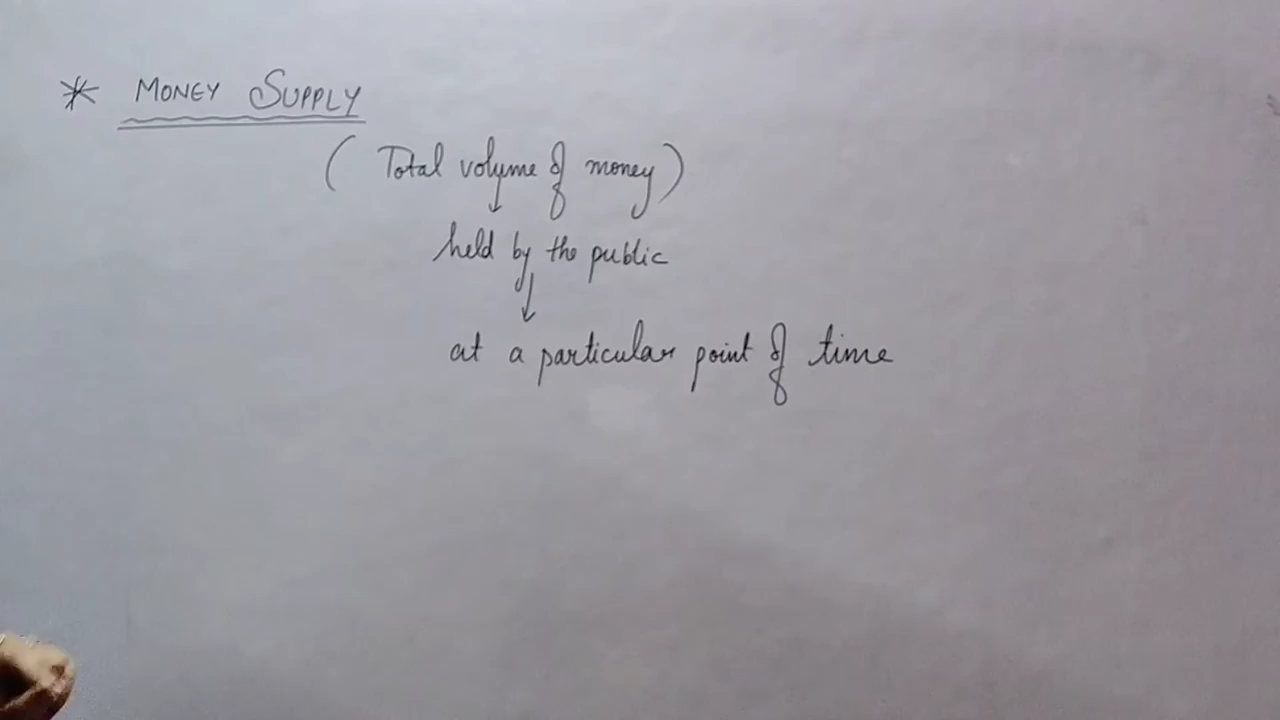 * MONEY SUPPLY
( Total volume of money )
↓
held by the public
↓
at a particular point of time